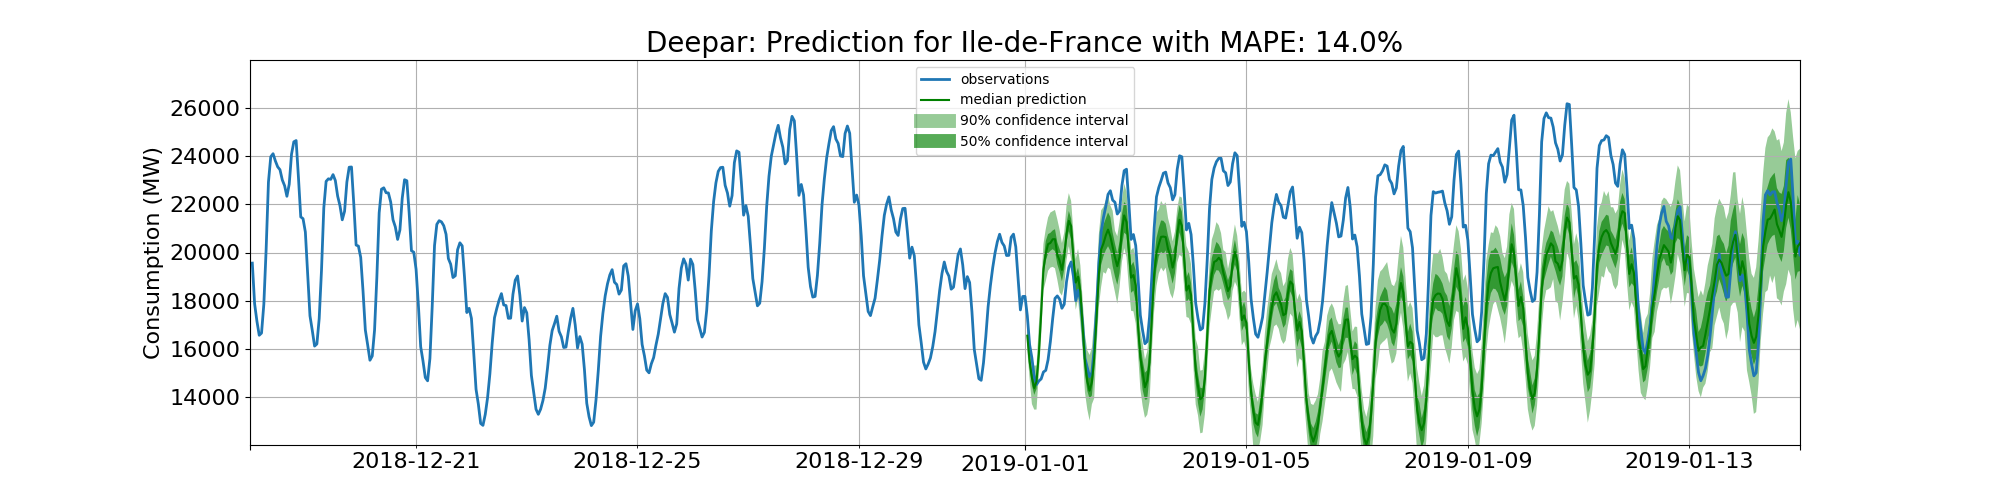 Deepar: Prediction for Ile-de-France with MAPE: 14.0%
observations
median prediction
90% confidence interval
50% confidence interval
Consumption (MW)
26000
24000
22000
20000
18000
16000
14000
2018-12-21
2018-12-25
2018-12-29
2019-01-01
2019-01-05
2019-01-09
2019-01-13